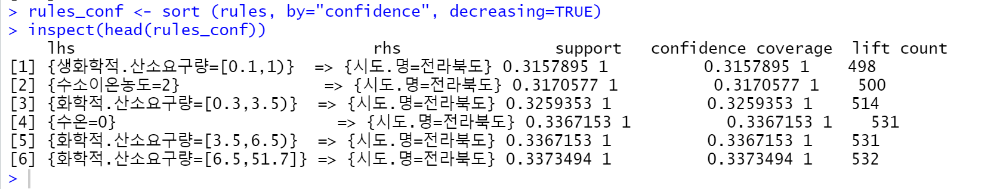 > rules_conf <- sort (rules, by="confidence", decreasing=TRUE)
> inspect(head(rules_conf))
lhs rhs support confidence coverage lift count
[1] {생화학적.산소요구량=[0.1,1)} => {시도.명=전라북도} 0.3157895 1 0.3157895 1 498
[2] {수소이온농도=2} => {시도.명=전라북도} 0.3170577 1 0.3170577 1 500
[3] {화학적.산소요구량=[0.3,3.5)} => {시도.명=전라북도} 0.3259353 1 0.3259353 1 514
[4] {수온=0} => {시도.명=전라북도} 0.3367153 1 0.3367153 1 531
[5] {화학적.산소요구량=[3.5,6.5)} => {시도.명=전라북도} 0.3367153 1 0.3367153 1 531
[6] {화학적.산소요구량=[6.5,51.7]} => {시도.명=전라북도} 0.3373494 1 0.3373494 1 532
>